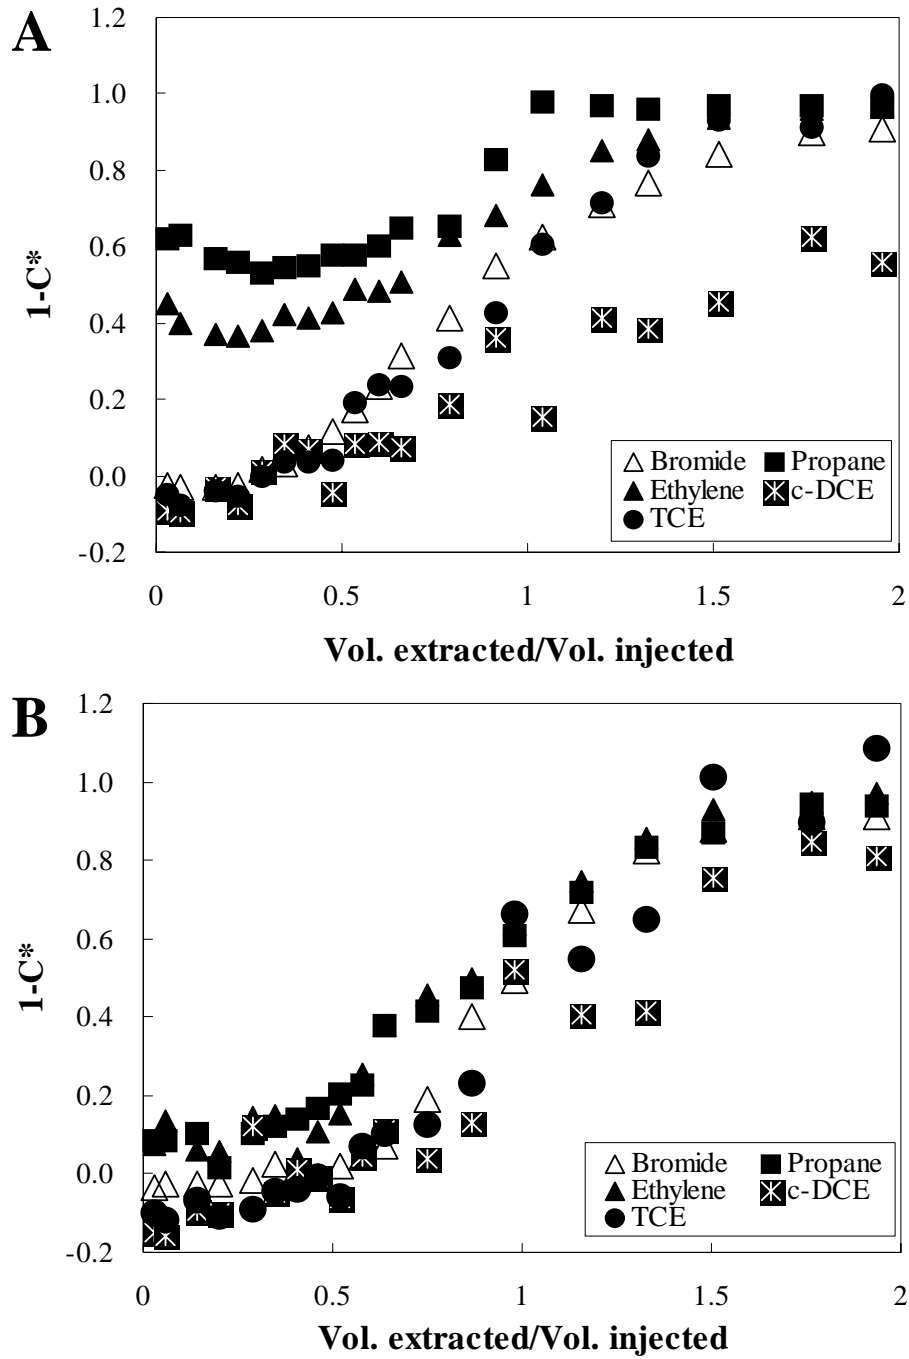 A
1.2
1.0
0.8
0.6
0.4
0.2
0.0
-0.2
1-C*
Bromide Propane
Ethylene c-DCE
TCE
0 0.5 1 1.5 2
Vol. extracted/Vol. injected
B
1.2
1.0
0.8
0.6
0.4
0.2
0.0
-0.2
1-C*
Bromide Propane
Ethylene c-DCE
TCE
0 0.5 1 1.5 2
Vol. extracted/Vol. injected